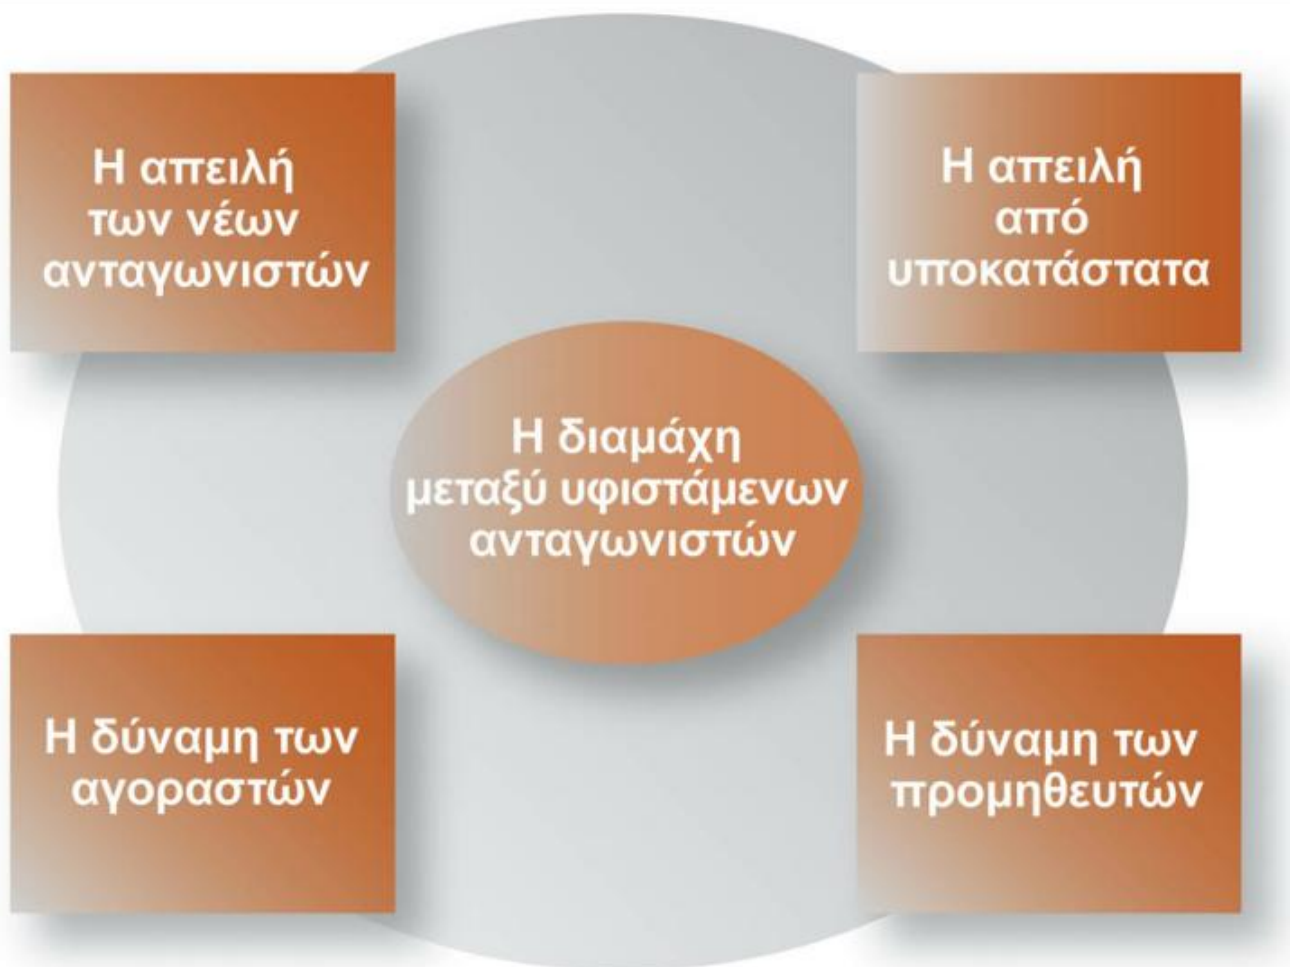 Η απειλή
των νέων
ανταγωνιστών
Η απειλή
από
υποκατάστατα
Η διαμάχη
μεταξύ υφιστάμενων
ανταγωνιστών
Η δύναμη των
αγοραστών
Η δύναμη των
προμηθευτών